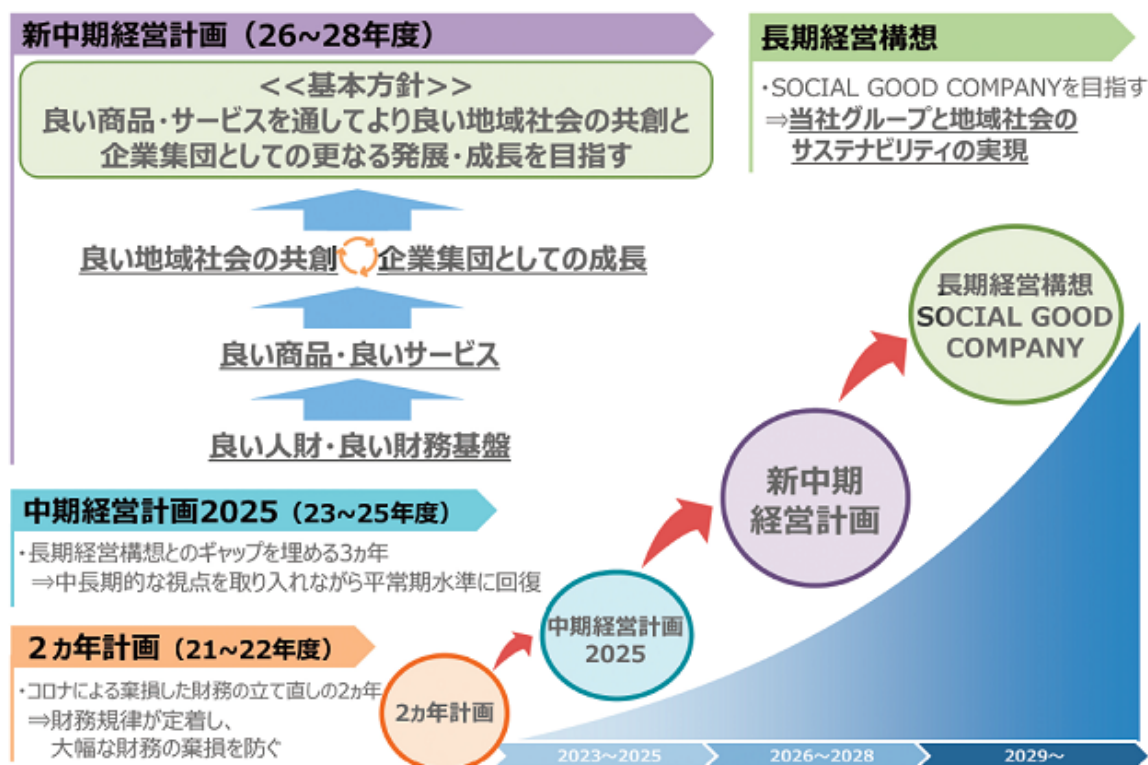 新中期経営計画（26~28年度）
<<基本方針>>
良い商品・サービスを通してより良い地域社会の共創と
企業集団としての更なる発展・成長を目指す
良い地域社会の共創 企業集団としての成長
良い商品・良いサービス
良い人財・良い財務基盤
長期経営構想
・SOCIAL GOOD COMPANYを目指す
⇒当社グループと地域社会の
サステナビリティの実現
中期経営計画2025（23~25年度）
・長期経営構想とのギャップを埋める3ヵ年
⇒中長期的な視点を取り入れながら平常期水準に回復
2ヵ年計画（21~22年度）
・コロナによる棄損した財務の立て直しの2ヵ年
⇒財務規律が定着し、
大幅な財務の棄損を防ぐ
2ヵ年計画
中期経営計画
2025
新中期
経営計画
長期経営構想
SOCIAL GOOD
COMPANY
2023～2025
2026～2028
2029～